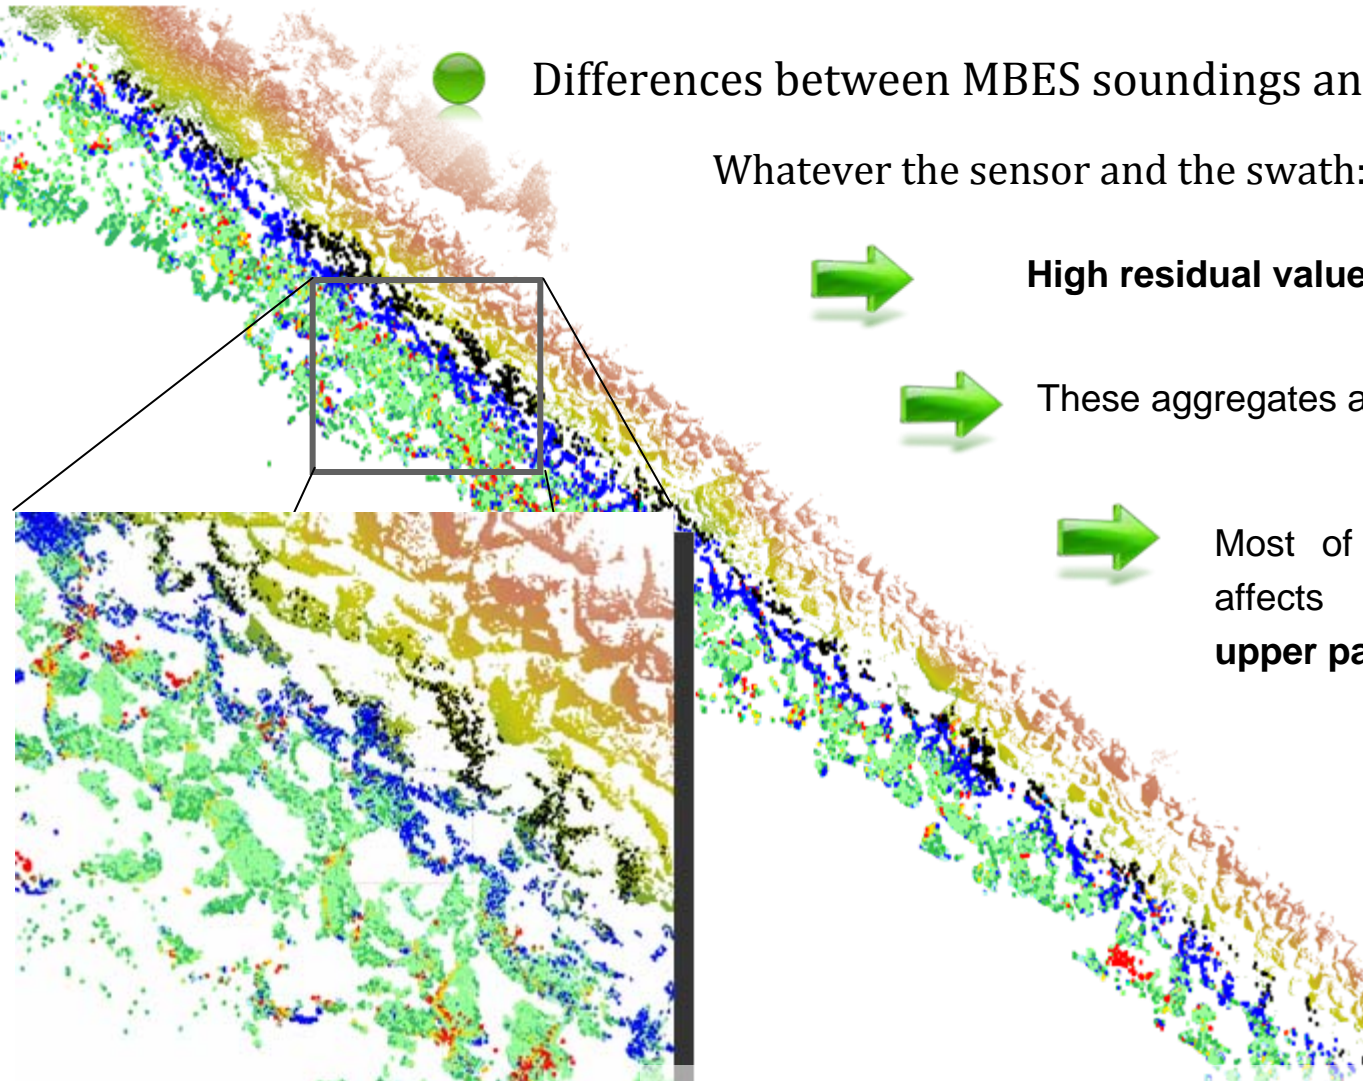 Differences between MBES soundings an
Whatever the sensor and the swath:
High residual value
These aggregates a
Most of
affects
upper pa